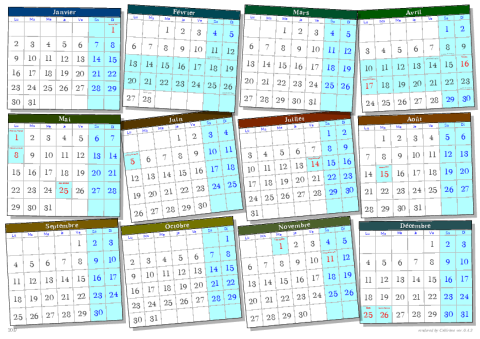 Janvier
Lu Ma Me Je Ve Sa Di
1
2 3 4 5 6 7 8
9 10 11 12 13 14 15
16 17 18 19 20 21 22
23 24 25 26 27 28 29
30 31
Février
Lu Ma Me Je Ve Sa Di
1 2 3 4 5
6 7 8 9 10 11 12
13 14 15 16 17 18 19
20 21 22 23 24 25 26
27 28
Mars
Lu Ma Me Je Ve Sa Di
1 2 3 4 5
6 7 8 9 10 11 12
13 14 15 16 17 18 19
20 21 22 23 24 25 26
27 28 29 30 31
Avril
Lu Ma Me Je Ve Sa Di
1 2
3 4 5 6 7 8 9
10 11 12 13 14 15 16
17 18 19 20 21 22 23
24 25 26 27 28 29 30
Mai
Lu Ma Me Je Ve Sa Di
1 2 3 4 5 6 7
8 9 10 11 12 13 14
15 16 17 18 19 20 21
22 23 24 25 26 27 28
29 30 31
Juin
Lu Ma Me Je Ve Sa Di
1 2 3 4
5 6 7 8 9 10 11
12 13 14 15 16 17 18
19 20 21 22 23 24 25
26 27 28 29 30
Juillet
Lu Ma Me Je Ve Sa Di
1 2
3 4 5 6 7 8 9
10 11 12 13 14 15 16
17 18 19 20 21 22 23
24 25 26 27 28 29 30
31
Août
Lu Ma Me Je Ve Sa Di
1 2 3 4 5 6
7 8 9 10 11 12 13
14 15 16 17 18 19 20
21 22 23 24 25 26 27
28 29 30 31
Septembre
Lu Ma Me Je Ve Sa Di
1 2 3
4 5 6 7 8 9 10
11 12 13 14 15 16 17
18 19 20 21 22 23 24
25 26 27 28 29 30
Octobre
Lu Ma Me Je Ve Sa Di
1
2 3 4 5 6 7 8
9 10 11 12 13 14 15
16 17 18 19 20 21 22
23 24 25 26 27 28 29
30 31
Novembre
Lu Ma Me Je Ve Sa Di
1 2 3 4 5
6 7 8 9 10 11 12
13 14 15 16 17 18 19
20 21 22 23 24 25 26
27 28 29 30
Décembre
Lu Ma Me Je Ve Sa Di
1 2 3
4 5 6 7 8 9 10
11 12 13 14 15 16 17
18 19 20 21 22 23 24
25 26 27 28 29 30 31
2017